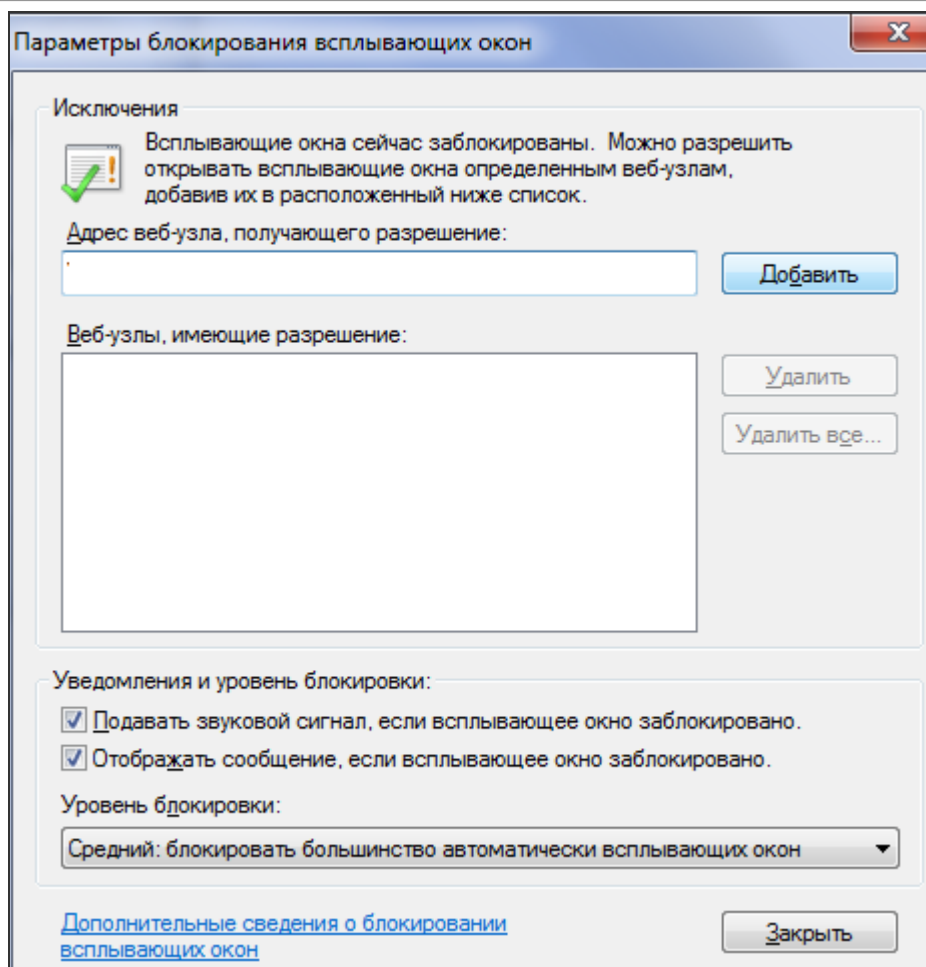 Параметры блокирования всплывающих окон
Исключения
Всплывающие окна сейчас заблокированы. Можно разрешить
открывать всплывающие окна определенным веб-узлам,
добавив их в расположенный ниже список.
Адрес веб-узла, получающего разрешение:
Добавить
Веб-узлы, имеющие разрешение:
Удалить
Удалить все...
Уведомления и уровень блокировки:
Подавать звуковой сигнал, если всплывающее окно заблокировано.
Отображать сообщение, если всплывающее окно заблокировано.
Уровень блокировки:
Средний: блокировать большинство автоматически всплывающих окон
Дополнительные сведения о блокировании
всплывающих окон
Закрыть